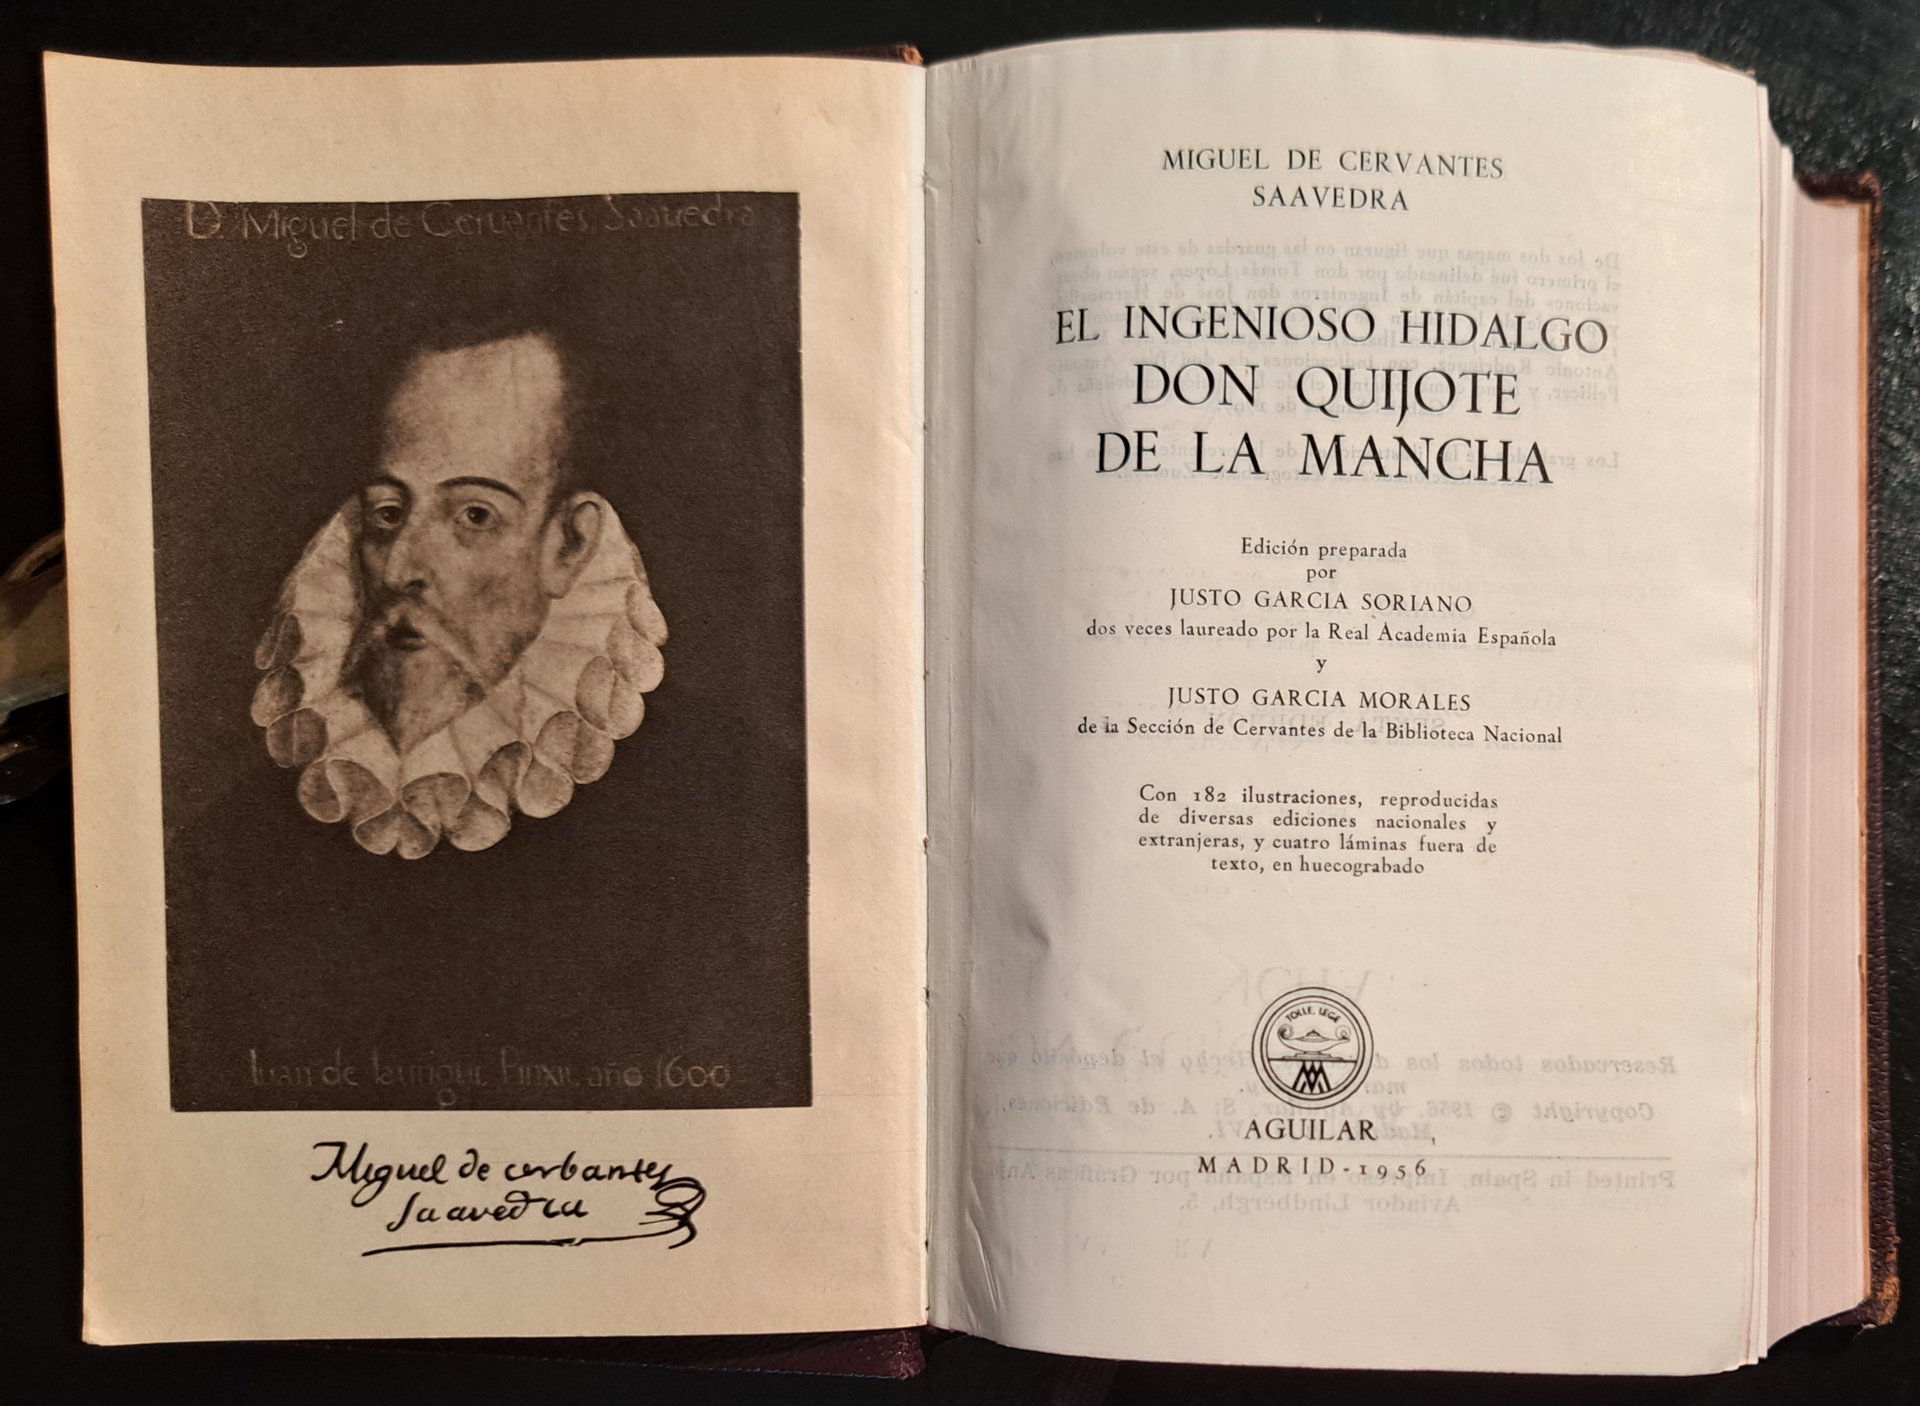 D. Miguel de Cervantes Saauedra
Iuan de Iaurigui Pinxit año 1600
Miguel de cerbantes
Saavedra
MIGUEL DE CERVANTES
SAAVEDRA
EL INGENIOSO HIDALGO
DON QUIJOTE
DE LA MANCHA
Edición preparada
por
JUSTO GARCIA SORIANO
dos veces laureado por la Real Academia Española
y
JUSTO GARCIA MORALES
de la Sección de Cervantes de la Biblioteca Nacional
Con 182 ilustraciones, reproducidas
de diversas ediciones nacionales y
extranjeras, y cuatro láminas fuera de
texto, en huecograbado
TOLLE, LEGE
AGUILAR
MADRID-1956